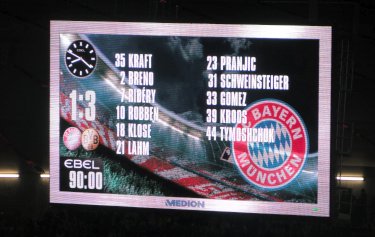 35 KRAFT
2 BRENO
7 RIBÉRY
10 ROBBEN
18 KLOSE
21 LAHM
23 PRANJIC
31 SCHWEINSTEIGER
33 GOMEZ
39 KROOS
44 TYMOSHCHUK
1:3
EBEL
90:00
BAYERN
MÜNCHEN
MEDION